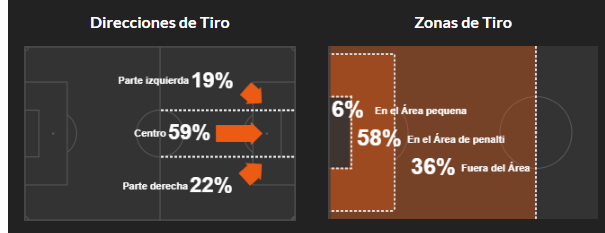 Direcciones de Tiro
Parte izquierda 19%
Centro 59%
Parte derecha 22%
Zonas de Tiro
6% En el Área pequena
58% En el Área de penalti
36% Fuera del Área